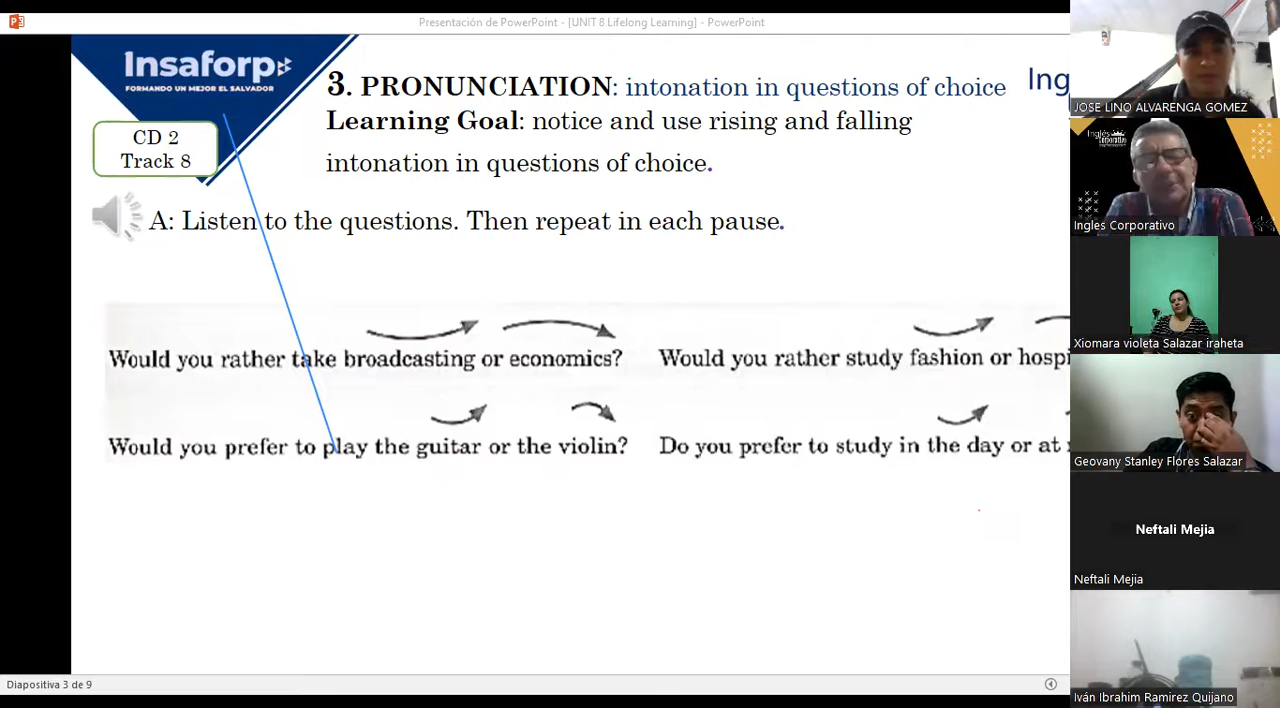 Presentación de PowerPoint - [UNIT 8 Lifelong Learning] - PowerPoint
Insaforp
FORMANDO UN MEJOR EL SALVADOR
CD 2
Track 8
3. PRONUNCIATION: intonation in questions of choice
Ing
Learning Goal: notice and use rising and falling
intonation in questions of choice.
A: Listen to the questions. Then repeat in each pause.
Would you rather take broadcasting or economics?
Would you rather study fashion or hospi
Would you prefer to play the guitar or the violin?
Do you prefer to study in the day or at
Diapositiva 3 de 9
JOSE LINO ALVARENGA GOMEZ
Inglés
Corporativo
Ingles Corporativo
Xiomara violeta Salazar iraheta
Geovany Stanley Flores Salazar
Neftali Mejia
Neftali Mejia
Iván Ibrahim Ramirez Quijano